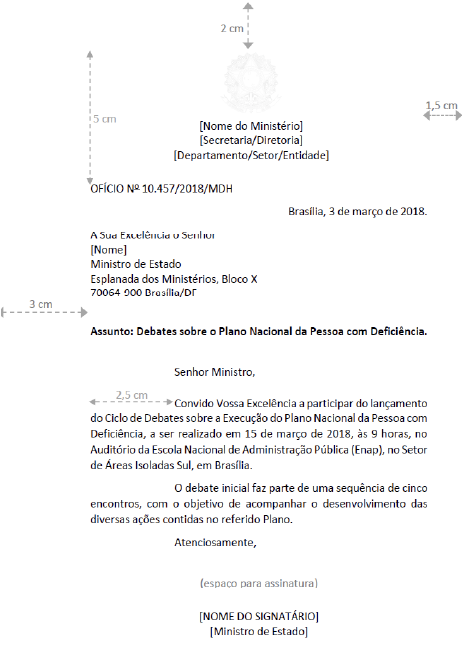 2 cm
5 cm
1,5 cm
[Nome do Ministério]
[Secretaria/Diretoria]
[Departamento/Setor/Entidade]
OFÍCIO Nº 10.457/2018/MDH
Brasília, 3 de março de 2018.
A Sua Excelência o Senhor
[Nome]
Ministro de Estado
Esplanada dos Ministérios, Bloco X
70064-900 Brasília/DF
3 cm
Assunto: Debates sobre o Plano Nacional da Pessoa com Deficiência.
Senhor Ministro,
2,5 cm
Convido Vossa Excelência a participar do lançamento
do Ciclo de Debates sobre a Execução do Plano Nacional da Pessoa com
Deficiência, a ser realizado em 15 de março de 2018, às 9 horas, no
Auditório da Escola Nacional de Administração Pública (Enap), no Setor
de Áreas Isoladas Sul, em Brasília.
O debate inicial faz parte de uma sequência de cinco
encontros, com o objetivo de acompanhar o desenvolvimento das
diversas ações contidas no referido Plano.
Atenciosamente,
(espaço para assinatura)
[NOME DO SIGNATÁRIO]
[Ministro de Estado]